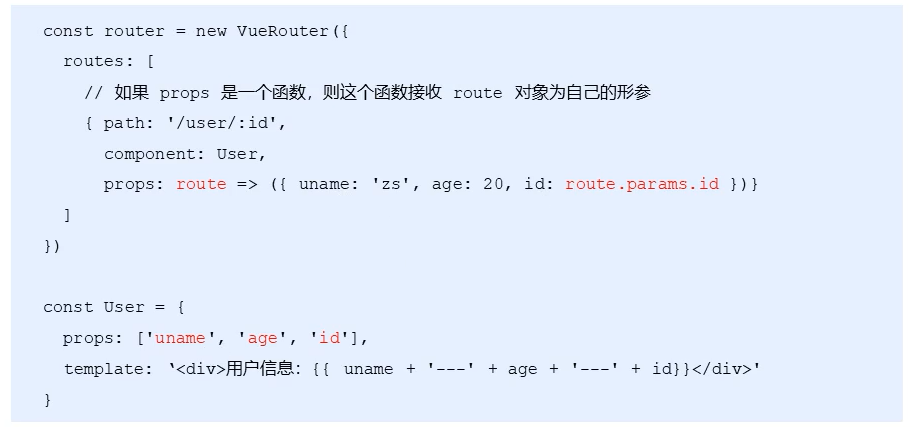 const router = new VueRouter({
  routes: [
    // 如果 props 是一个函数，则这个函数接收 route 对象为自己的形参
    { path: '/user/:id',
      component: User,
      props: route => ({ uname: 'zs', age: 20, id: route.params.id })}
  ]
})

const User = {
  props: ['uname', 'age', 'id'],
  template: ‘<div>用户信息：{{ uname + '---' + age + '---' + id}}</div>'
}